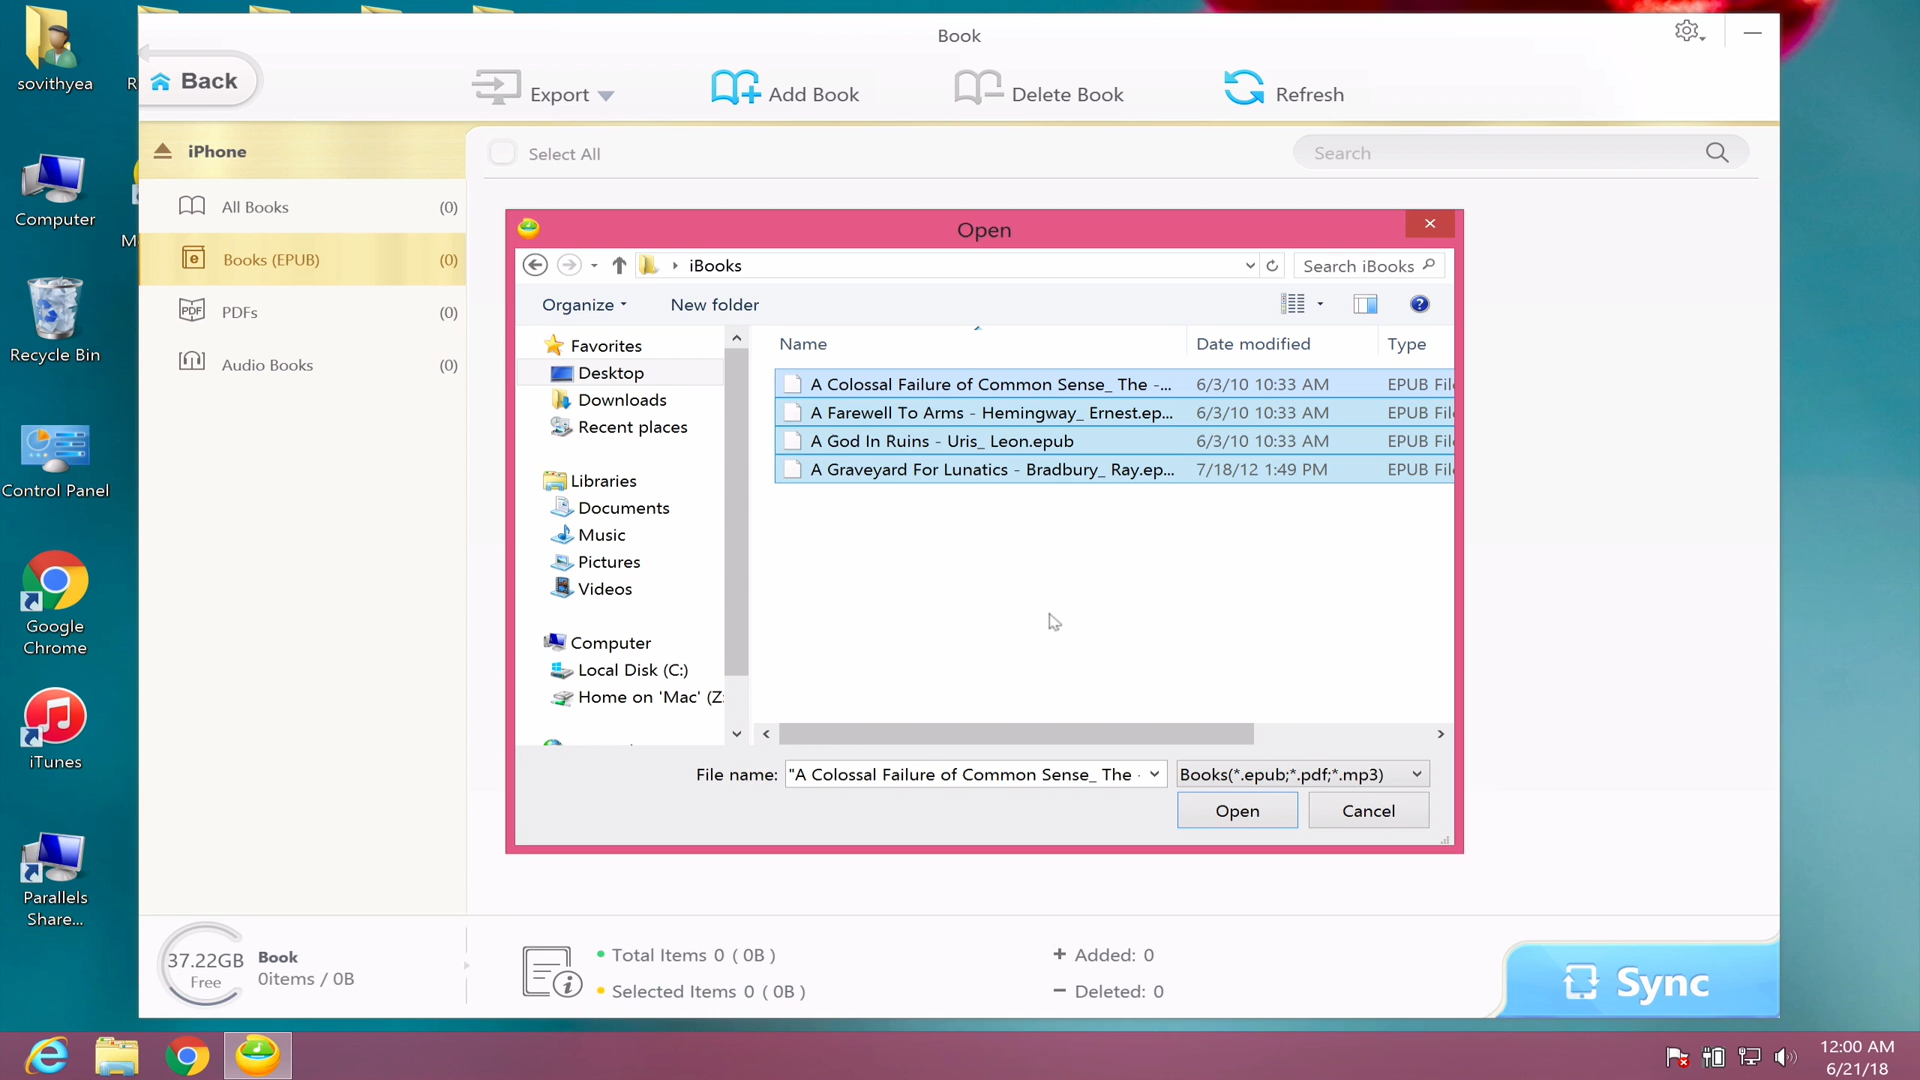 sovithyea
Computer
Recycle Bin
Control Panel
Google
Chrome
iTunes
Parallels
Share...
R
M
Book
Back
Export
Add Book
Delete Book
Refresh
iPhone
All Books (0)
Books (EPUB) (0)
PDFs (0)
Audio Books (0)
Select All
Search
Open
iBooks
Search iBooks
Organize
New folder
Favorites
Desktop
Downloads
Recent places
Libraries
Documents
Music
Pictures
Videos
Computer
Local Disk (C:)
Home on 'Mac' (Z:
Name Date modified Type
A Colossal Failure of Common Sense_ The -... 6/3/10 10:33 AM EPUB File
A Farewell To Arms - Hemingway_ Ernest.ep... 6/3/10 10:33 AM EPUB File
A God In Ruins - Uris_ Leon.epub 6/3/10 10:33 AM EPUB File
A Graveyard For Lunatics - Bradbury_ Ray.ep... 7/18/12 1:49 PM EPUB File
File name: "A Colossal Failure of Common Sense_ The -
Books(*.epub;*.pdf;*.mp3)
Open
Cancel
37.22GB
Free
Book
0items / 0B
Total Items 0 ( 0B )
Selected Items 0 ( 0B )
+ Added: 0
− Deleted: 0
Sync
12:00 AM
6/21/18